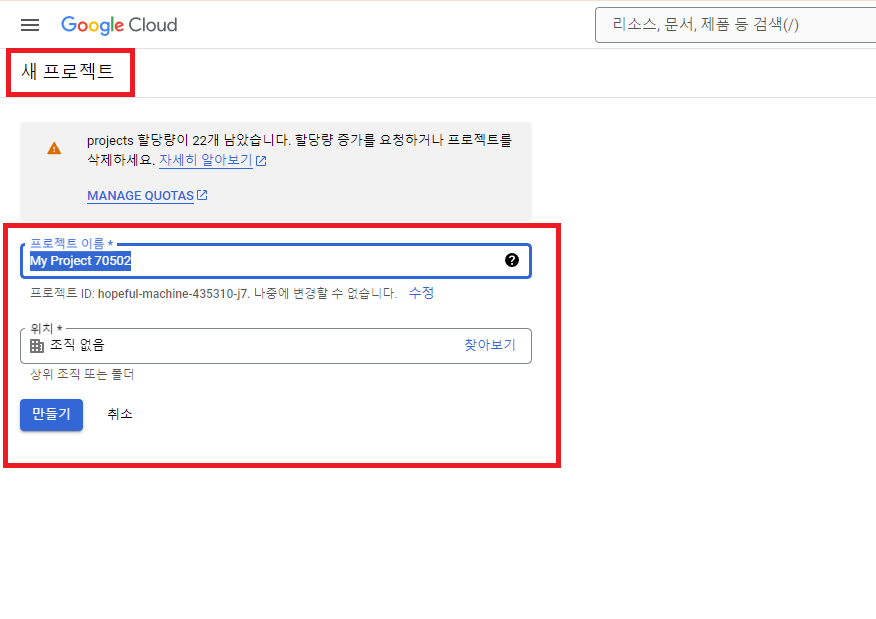 Google Cloud
리소스, 문서, 제품 등 검색(/)
새 프로젝트
projects 할당량이 22개 남았습니다. 할당량 증가를 요청하거나 프로젝트를
삭제하세요. 자세히 알아보기
MANAGE QUOTAS
프로젝트 이름 *
My Project 70502
프로젝트 ID: hopeful-machine-435310-j7. 나중에 변경할 수 없습니다. 수정
위치 *
조직 없음 찾아보기
상위 조직 또는 폴더
만들기 취소